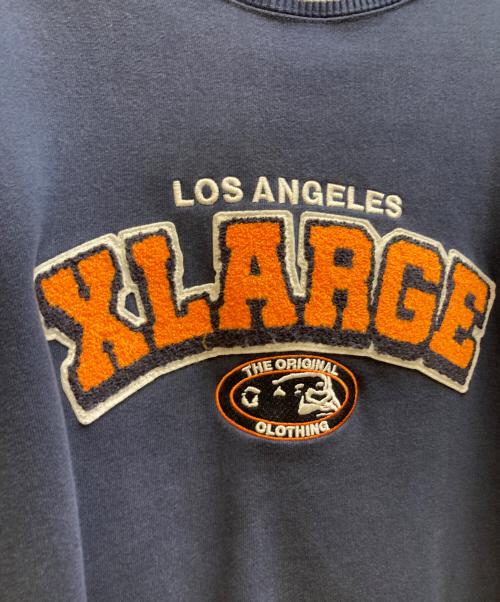 LOS ANGELES
XLARGE
THE ORIGINAL
CLOTHING